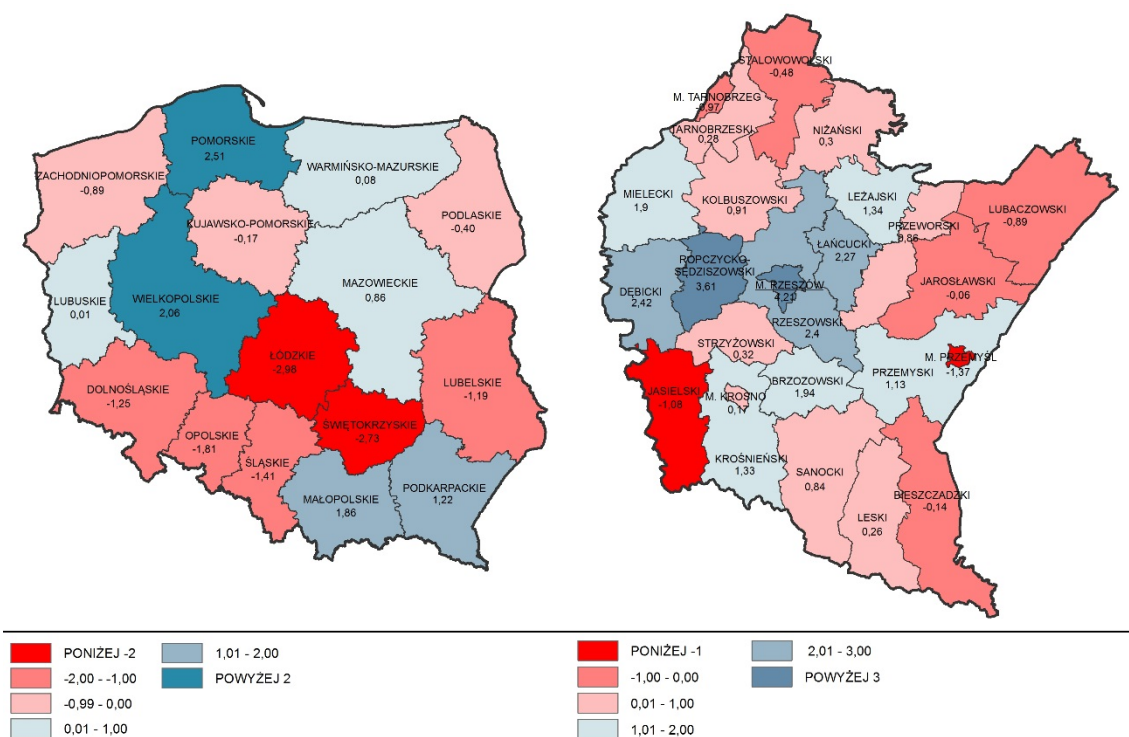 POMORSKIE
2,51
WARMIŃSKO-MAZURSKIE
0,08
ZACHODNIOPOMORSKIE
-0,89
KUJAWSKO-POMORSKIE
-0,17
PODLASKIE
-0,40
LUBUSKIE
0,01
WIELKOPOLSKIE
2,06
MAZOWIECKIE
0,86
ŁÓDZKIE
-2,98
DOLNOŚLĄSKIE
-1,25
LUBELSKIE
-1,19
OPOLSKIE
-1,81
ŚWIĘTOKRZYSKIE
-2,73
ŚLĄSKIE
-1,41
MAŁOPOLSKIE
1,86
PODKARPACKIE
1,22
STALOWOWOLSKI
-0,48
M. TARNOBRZEG
-0,97
TARNOBRZESKI
0,28
NIŻAŃSKI
0,3
MIELECKI
1,9
KOLBUSZOWSKI
0,91
LEŻAJSKI
1,34
PRZEWORSKI
0,86
LUBACZOWSKI
-0,89
ROPCZYCKO-
SĘDZISZOWSKI
3,61
ŁAŃCUCKI
2,27
JAROSŁAWSKI
-0,06
DĘBICKI
2,42
M. RZESZÓW
4,21
RZESZOWSKI
2,4
STRZYŻOWSKI
0,32
M. PRZEMYŚL
-1,37
PRZEMYSKI
1,13
JASIELSKI
-1,08
M. KROSNO
0,17
BRZOZOWSKI
1,94
KROŚNIEŃSKI
1,33
SANOCKI
0,84
LESKI
0,26
BIESZCZADZKI
-0,14
PONIŻEJ -2
-2,00 - -1,00
-0,99 - 0,00
0,01 - 1,00
1,01 - 2,00
POWYŻEJ 2
PONIŻEJ -1
-1,00 - 0,00
0,01 - 1,00
1,01 - 2,00
2,01 - 3,00
POWYŻEJ 3